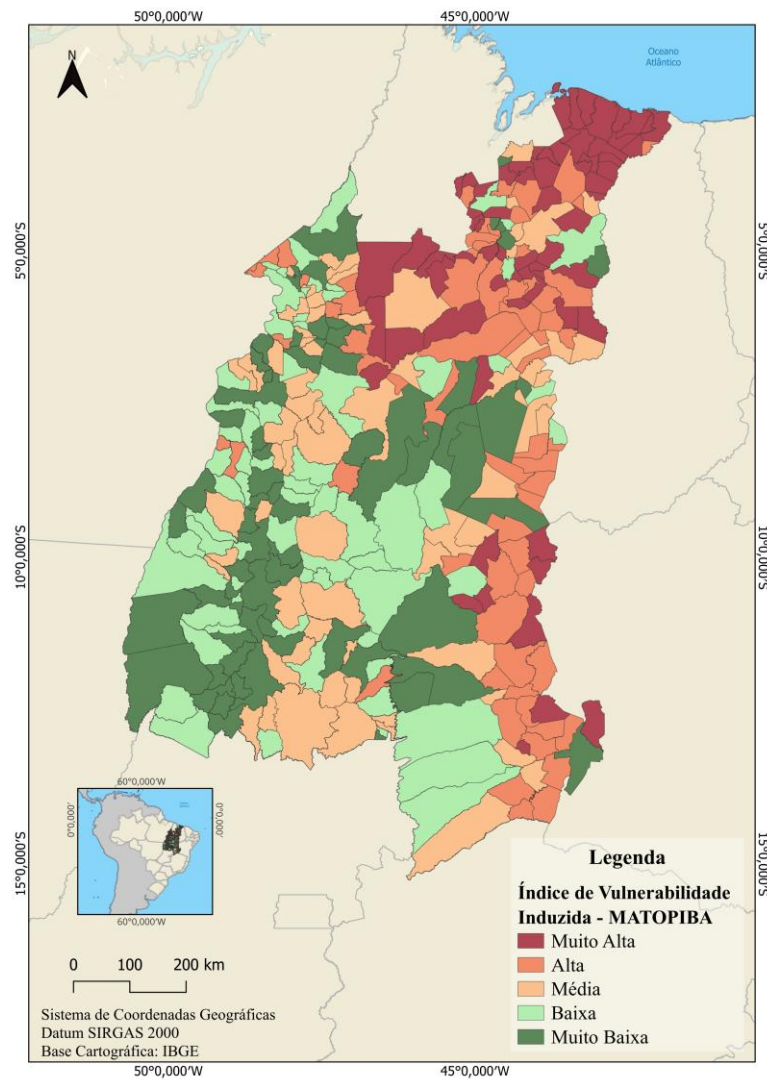 50°0,000'W 45°0,000'W
N
Oceano
Atlântico
5°0,000'S 5°0,000'S
10°0,000'S 10°0,000'S
15°0,000'S 15°0,000'S
60°0,000'W
0°0,000' 0°0,000'
60°0,000'W
0 100 200 km
Sistema de Coordenadas Geográficas
Datum SIRGAS 2000
Base Cartográfica: IBGE
Legenda
Índice de Vulnerabilidade
Induzida - MATOPIBA
Muito Alta
Alta
Média
Baixa
Muito Baixa
50°0,000'W 45°0,000'W